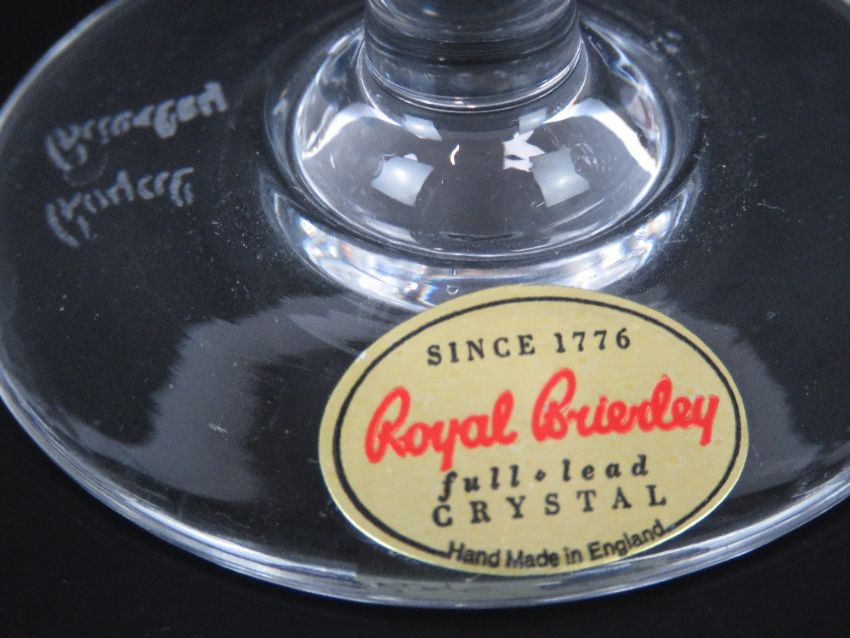 SINCE 1776
Royal Brierley
full lead
CRYSTAL
Hand Made in England